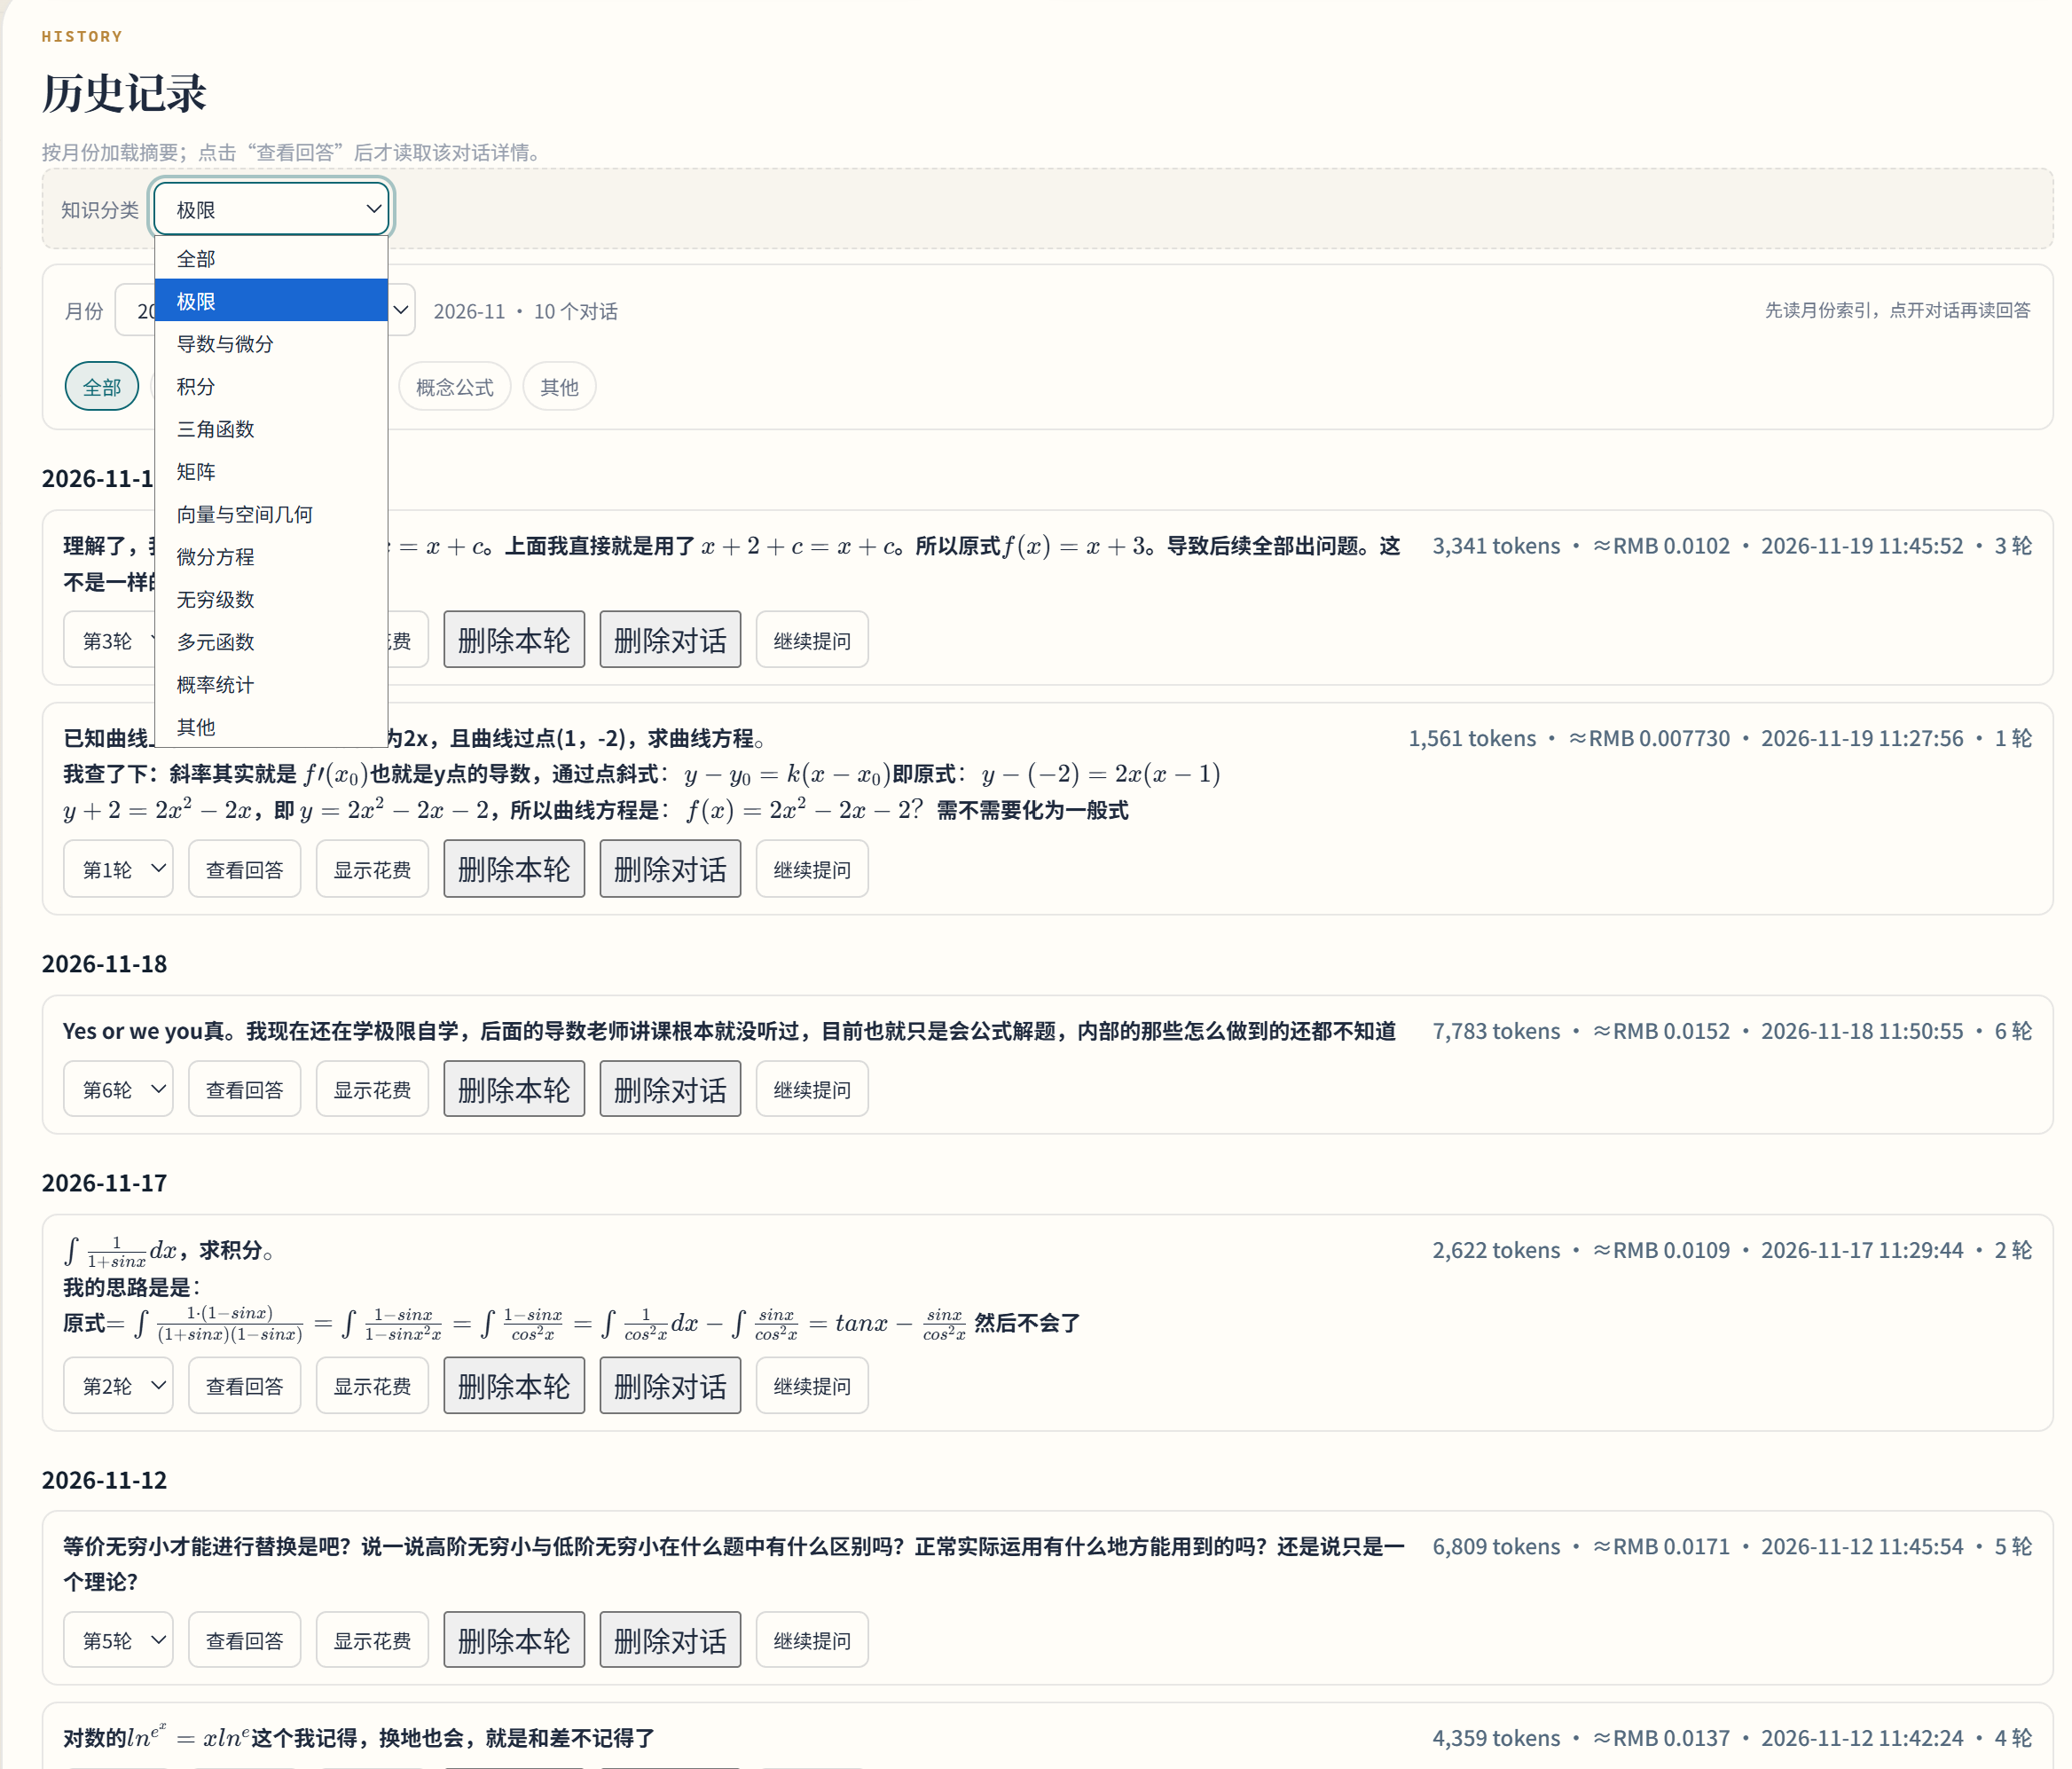 HISTORY
历史记录
按月份加载摘要；点击“查看回答”后才读取该对话详情。
知识分类 极限
全部
极限
导数与微分
积分
三角函数
矩阵
向量与空间几何
微分方程
无穷级数
多元函数
概率统计
其他
月份 20 2026-11 · 10 个对话 先读月份索引，点开对话再读回答
全部 概念公式 其他
2026-11-1
理解了， = x + c。上面我直接就是用了 x + 2 + c = x + c。所以原式f(x) = x + 3。导致后续全部出问题。这 3,341 tokens · ≈RMB 0.0102 · 2026-11-19 11:45:52 · 3 轮
不是一样
第3轮 费 删除本轮 删除对话 继续提问
已知曲线 为2x，且曲线过点(1，-2)，求曲线方程。 1,561 tokens · ≈RMB 0.007730 · 2026-11-19 11:27:56 · 1 轮
我查了下：斜率其实就是 f′(x₀)也就是y点的导数，通过点斜式： y − y₀ = k(x − x₀)即原式： y − (−2) = 2x(x − 1)
y + 2 = 2x² − 2x，即 y = 2x² − 2x − 2，所以曲线方程是： f(x) = 2x² − 2x − 2？需不需要化为一般式
第1轮 查看回答 显示花费 删除本轮 删除对话 继续提问
2026-11-18
Yes or we you真。我现在还在学极限自学，后面的导数老师讲课根本就没听过，目前也就只是会公式解题，内部的那些怎么做到的还都不知道 7,783 tokens · ≈RMB 0.0152 · 2026-11-18 11:50:55 · 6 轮
第6轮 查看回答 显示花费 删除本轮 删除对话 继续提问
2026-11-17
∫ 1/(1+sinx) dx，求积分。 2,622 tokens · ≈RMB 0.0109 · 2026-11-17 11:29:44 · 2 轮
我的思路是是：
原式= ∫ 1·(1−sinx)/((1+sinx)(1−sinx)) = ∫ (1−sinx)/(1−sinx²x) = ∫ (1−sinx)/(cos²x) = ∫ 1/(cos²x) dx − ∫ sinx/(cos²x) = tanx − sinx/(cos²x) 然后不会了
第2轮 查看回答 显示花费 删除本轮 删除对话 继续提问
2026-11-12
等价无穷小才能进行替换是吧？说一说高阶无穷小与低阶无穷小在什么题中有什么区别吗？正常实际运用有什么地方能用到的吗？还是说只是一 6,809 tokens · ≈RMB 0.0171 · 2026-11-12 11:45:54 · 5 轮
个理论？
第5轮 查看回答 显示花费 删除本轮 删除对话 继续提问
对数的ln^{e^x} = xln^e这个我记得，换地也会，就是和差不记得了 4,359 tokens · ≈RMB 0.0137 · 2026-11-12 11:42:24 · 4 轮